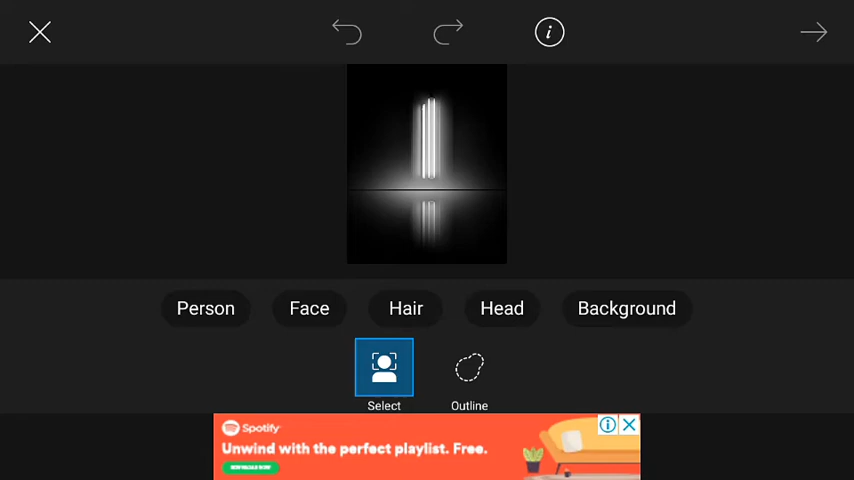 i
Person Face Hair Head Background
Select Outline
Spotify
Unwind with the perfect playlist. Free.